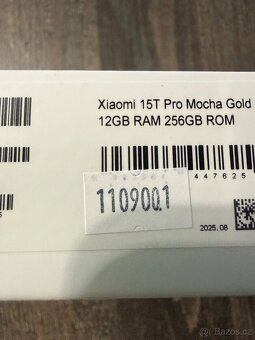 Xiaomi 15T Pro Mocha Gold
12GB RAM 256GB ROM
447625
1109001
2025.08
bazos.cz